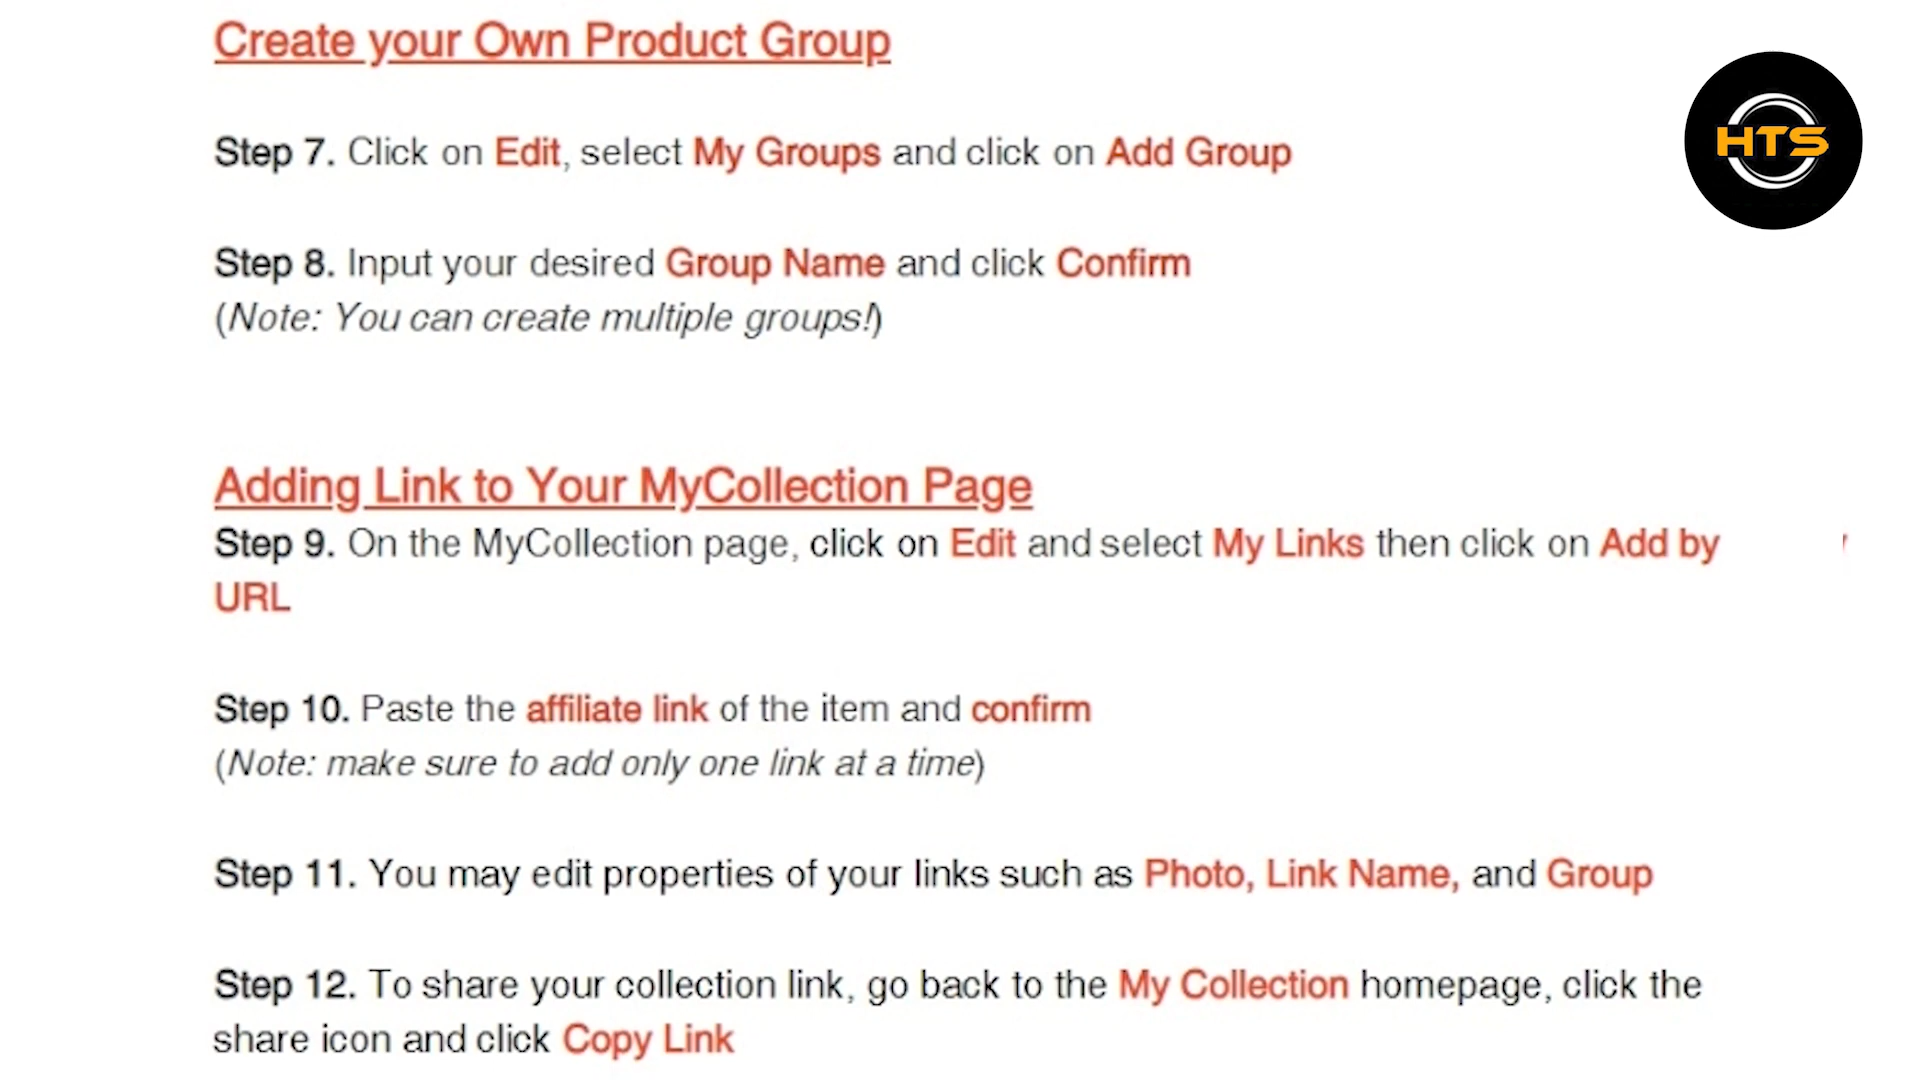 Create your Own Product Group
HTS
Step 7. Click on Edit, select My Groups and click on Add Group
Step 8. Input your desired Group Name and click Confirm
(Note: You can create multiple groups!)
Adding Link to Your MyCollection Page
Step 9. On the MyCollection page, click on Edit and select My Links then click on Add by
URL
Step 10. Paste the affiliate link of the item and confirm
(Note: make sure to add only one link at a time)
Step 11. You may edit properties of your links such as Photo, Link Name, and Group
Step 12. To share your collection link, go back to the My Collection homepage, click the
share icon and click Copy Link